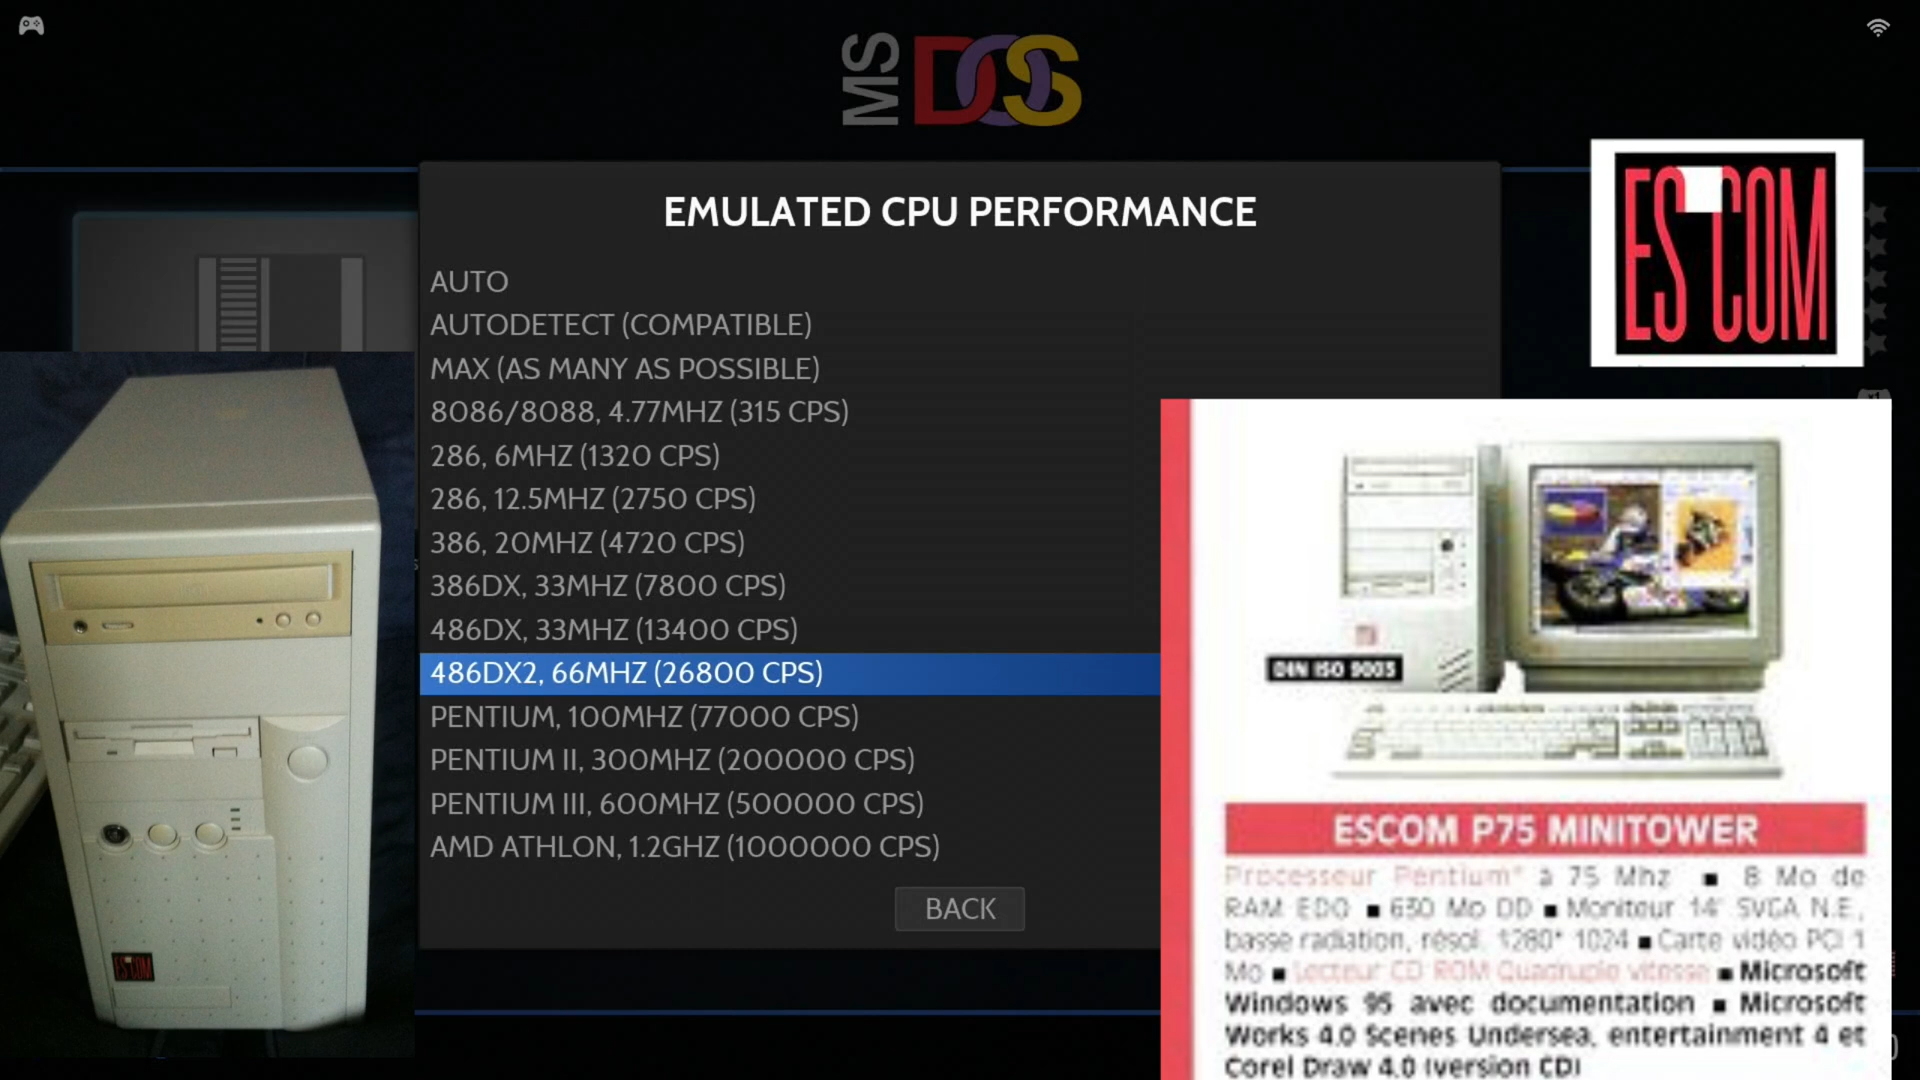 MS DOS
EMULATED CPU PERFORMANCE
AUTO
AUTODETECT (COMPATIBLE)
MAX (AS MANY AS POSSIBLE)
8086/8088, 4.77MHZ (315 CPS)
286, 6MHZ (1320 CPS)
286, 12.5MHZ (2750 CPS)
386, 20MHZ (4720 CPS)
386DX, 33MHZ (7800 CPS)
486DX, 33MHZ (13400 CPS)
486DX2, 66MHZ (26800 CPS)
PENTIUM, 100MHZ (77000 CPS)
PENTIUM II, 300MHZ (200000 CPS)
PENTIUM III, 600MHZ (500000 CPS)
AMD ATHLON, 1.2GHZ (1000000 CPS)
BACK
ESCOM
ESCOM
DIN ISO 9003
ESCOM P75 MINITOWER
Processeur Pentium* à 75 Mhz ■ 8 Mo de
RAM EDO ■ 630 Mo DD ■ Moniteur 14" SVGA N.E,
basse radiation, résol. 1280* 1024 ■ Carte vidéo PCI 1
Mo ■ Lecteur CD ROM Quadruple vitesse ■ Microsoft
Windows 95 avec documentation ■ Microsoft
Works 4.0 Scenes Undersea, entertainment 4 et
Corel Draw 4.0 (version CD)